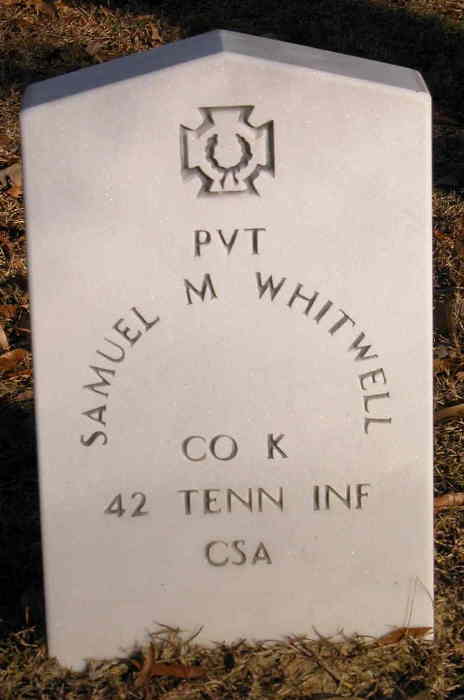 PVT
SAMUEL M WHITWELL
CO K
42 TENN INF
CSA